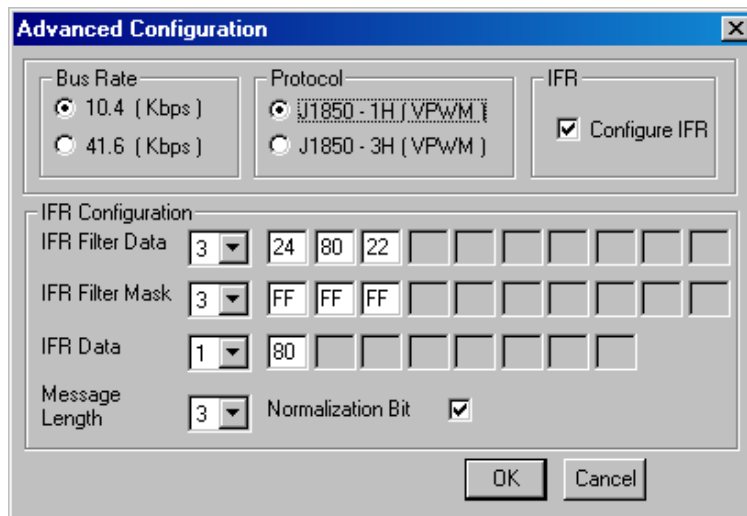 Advanced Configuration
Bus Rate
10.4 ( Kbps )
41.6 ( Kbps )
Protocol
J1850 - 1H ( VPWM )
J1850 - 3H ( VPWM )
IFR
Configure IFR
IFR Configuration
IFR Filter Data 3 24 80 22
IFR Filter Mask 3 FF FF FF
IFR Data 1 80
Message
Length 3 Normalization Bit
OK Cancel